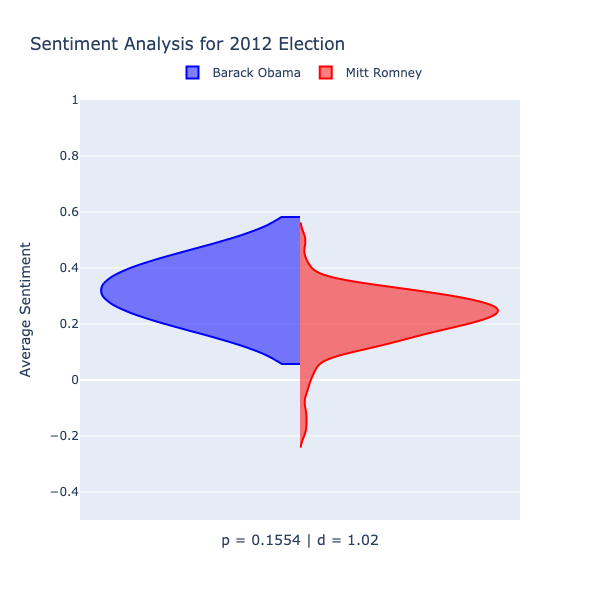 Sentiment Analysis for 2012 Election
Barack Obama
Mitt Romney
1
0.8
0.6
0.4
0.2
0
−0.2
−0.4
Average Sentiment
p = 0.1554 | d = 1.02